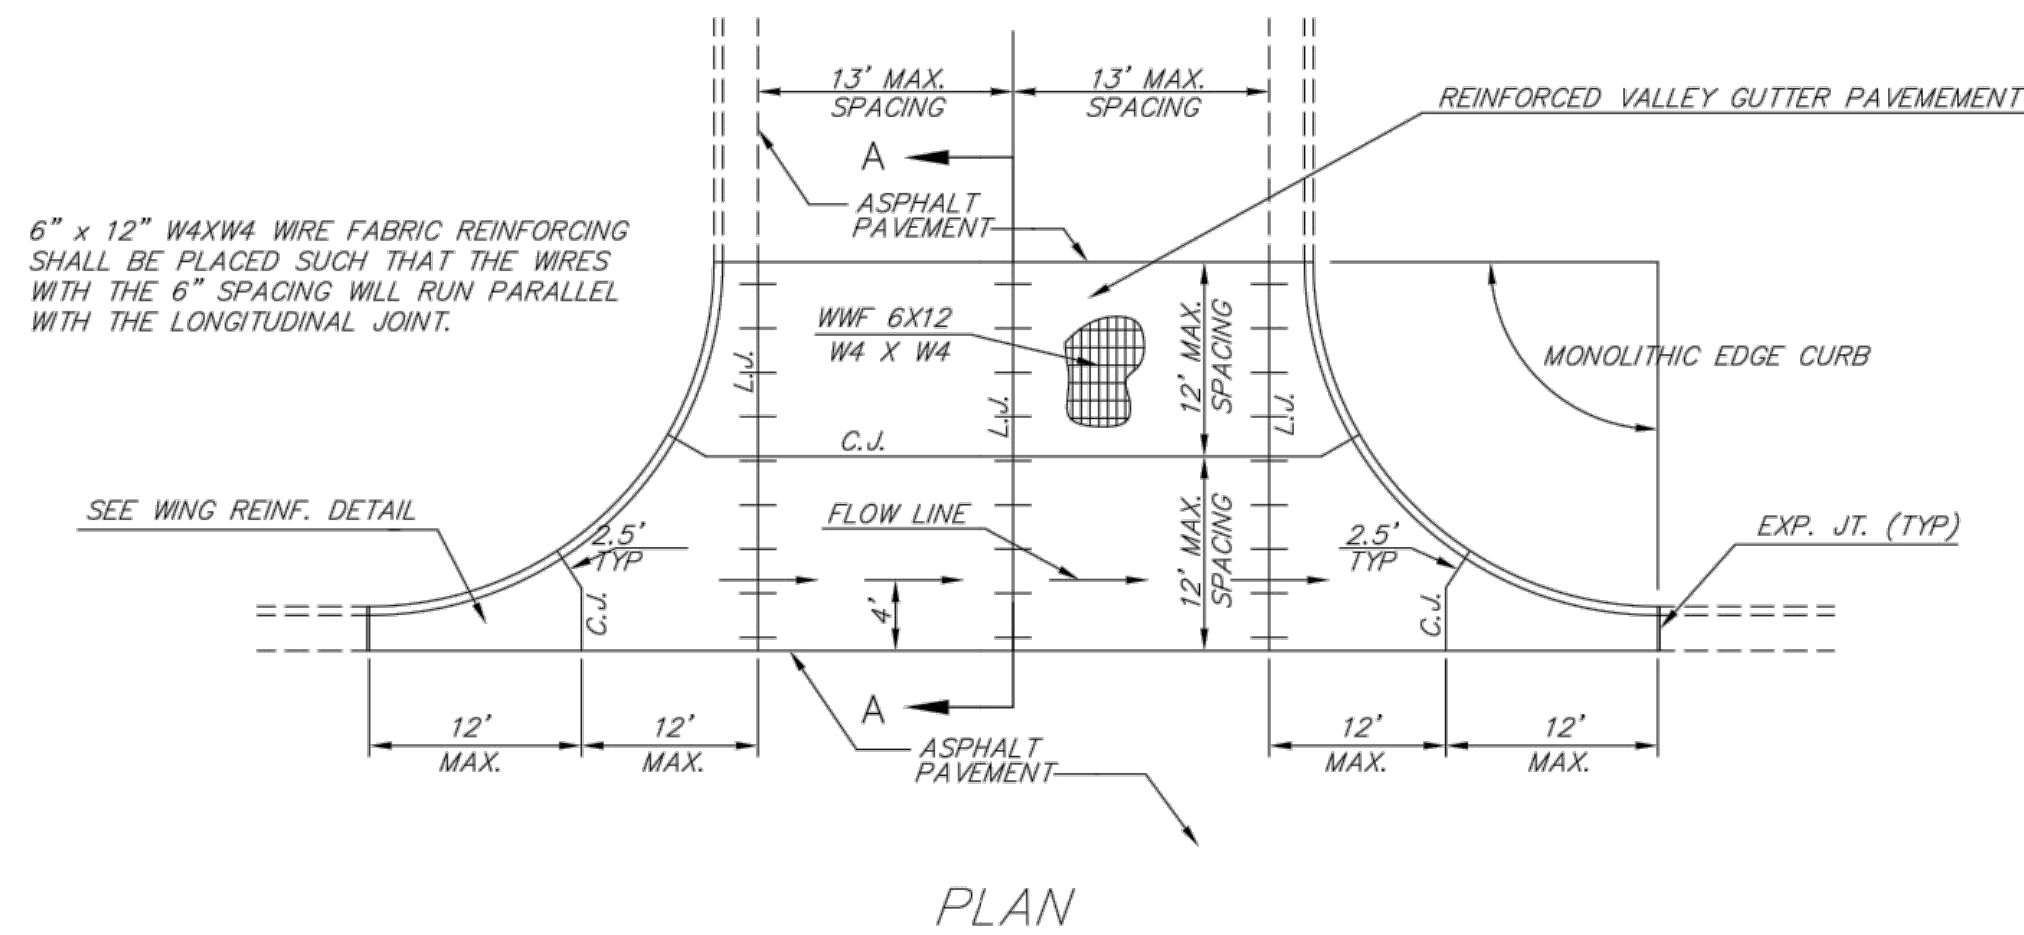 13' MAX.
SPACING
13' MAX.
SPACING
REINFORCED VALLEY GUTTER PAVEMEMENT
A
ASPHALT
PAVEMENT
6" x 12" W4XW4 WIRE FABRIC REINFORCING
SHALL BE PLACED SUCH THAT THE WIRES
WITH THE 6" SPACING WILL RUN PARALLEL
WITH THE LONGITUDINAL JOINT.
WWF 6X12
W4 X W4
12' MAX.
SPACING
MONOLITHIC EDGE CURB
L.J.
L.J.
L.J.
C.J.
SEE WING REINF. DETAIL
2.5'
TYP
FLOW LINE
12' MAX.
SPACING
2.5'
TYP
EXP. JT. (TYP)
C.J.
4'
C.J.
12'
MAX.
12'
MAX.
A
ASPHALT
PAVEMENT
12'
MAX.
12'
MAX.
PLAN